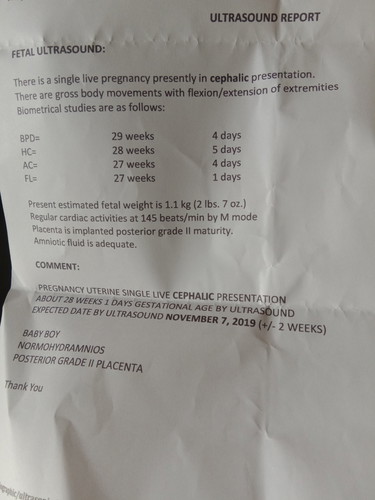 ULTRASOUND REPORT
FETAL ULTRASOUND:
There is a single live pregnancy presently in cephalic presentation.
There are gross body movements with flexion/extension of extremities
Biometrical studies are as follows:
BPD= 29 weeks 4 days
HC= 28 weeks 5 days
AC= 27 weeks 4 days
FL= 27 weeks 1 days
Present estimated fetal weight is 1.1 kg (2 lbs. 7 oz.)
Regular cardiac activities at 145 beats/min by M mode
Placenta is implanted posterior grade II maturity.
Amniotic fluid is adequate.
COMMENT:
PREGNANCY UTERINE SINGLE LIVE CEPHALIC PRESENTATION
ABOUT 28 WEEKS 1 DAYS GESTATIONAL AGE BY ULTRASOUND
EXPECTED DATE BY ULTRASOUND NOVEMBER 7, 2019 (+/- 2 WEEKS)
BABY BOY
NORMOHYDRAMNIOS
POSTERIOR GRADE II PLACENTA
Thank You